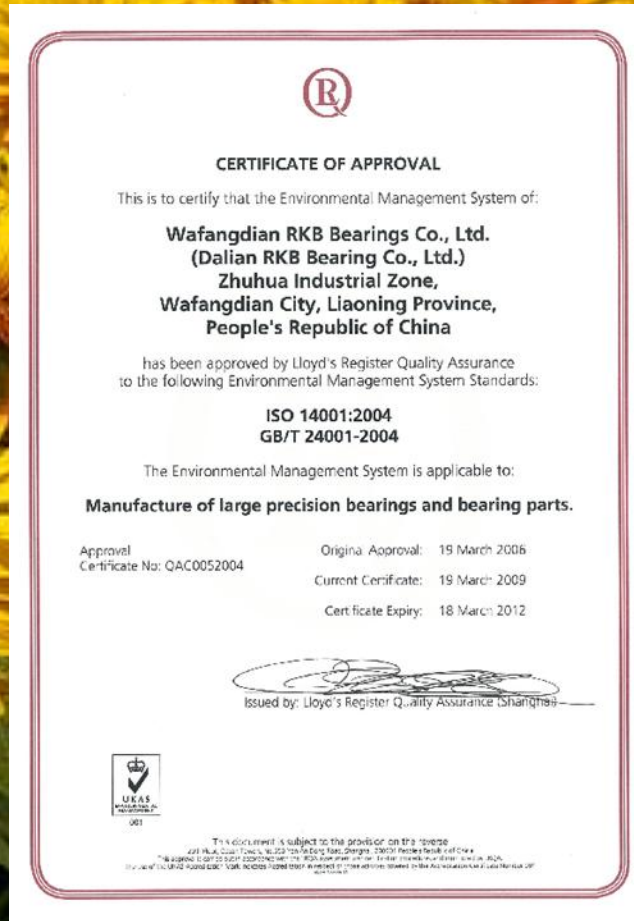 R
CERTIFICATE OF APPROVAL
This is to certify that the Environmental Management System of:
Wafangdian RKB Bearings Co., Ltd.
(Dalian RKB Bearing Co., Ltd.)
Zhuhua Industrial Zone,
Wafangdian City, Liaoning Province,
People's Republic of China
has been approved by Lloyd's Register Quality Assurance
to the following Environmental Management System Standards:
ISO 14001:2004
GB/T 24001-2004
The Environmental Management System is applicable to:
Manufacture of large precision bearings and bearing parts.
Approval
Certificate No: QAC0052004
Original Approval: 19 March 2006
Current Certificate: 19 March 2009
Certificate Expiry: 18 March 2012
Issued by: Lloyd's Register Quality Assurance (Shanghai)
UKAS
001
This document is subject to the provision on the reverse